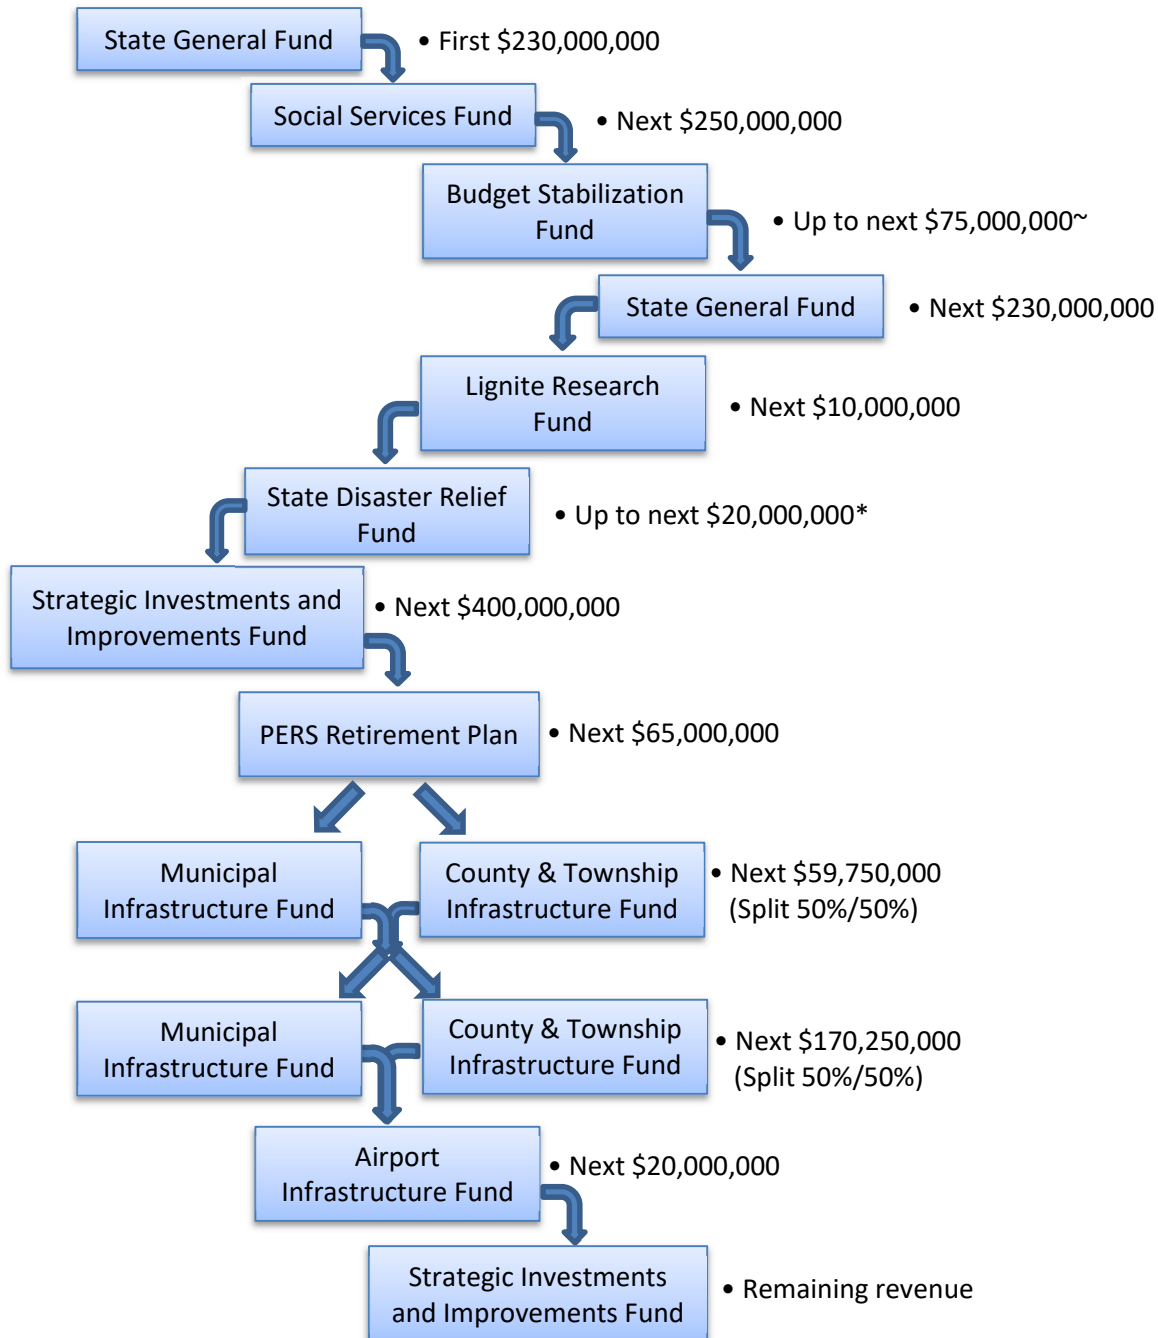 State General Fund
• First $230,000,000
Social Services Fund
• Next $250,000,000
Budget Stabilization
Fund
• Up to next $75,000,000~
State General Fund
• Next $230,000,000
Lignite Research
Fund
• Next $10,000,000
State Disaster Relief
Fund
• Up to next $20,000,000*
Strategic Investments and
Improvements Fund
• Next $400,000,000
PERS Retirement Plan
• Next $65,000,000
Municipal
Infrastructure Fund
County & Township
Infrastructure Fund
• Next $59,750,000
(Split 50%/50%)
Municipal
Infrastructure Fund
County & Township
Infrastructure Fund
• Next $170,250,000
(Split 50%/50%)
Airport
Infrastructure Fund
• Next $20,000,000
Strategic Investments
and Improvements Fund
• Remaining revenue